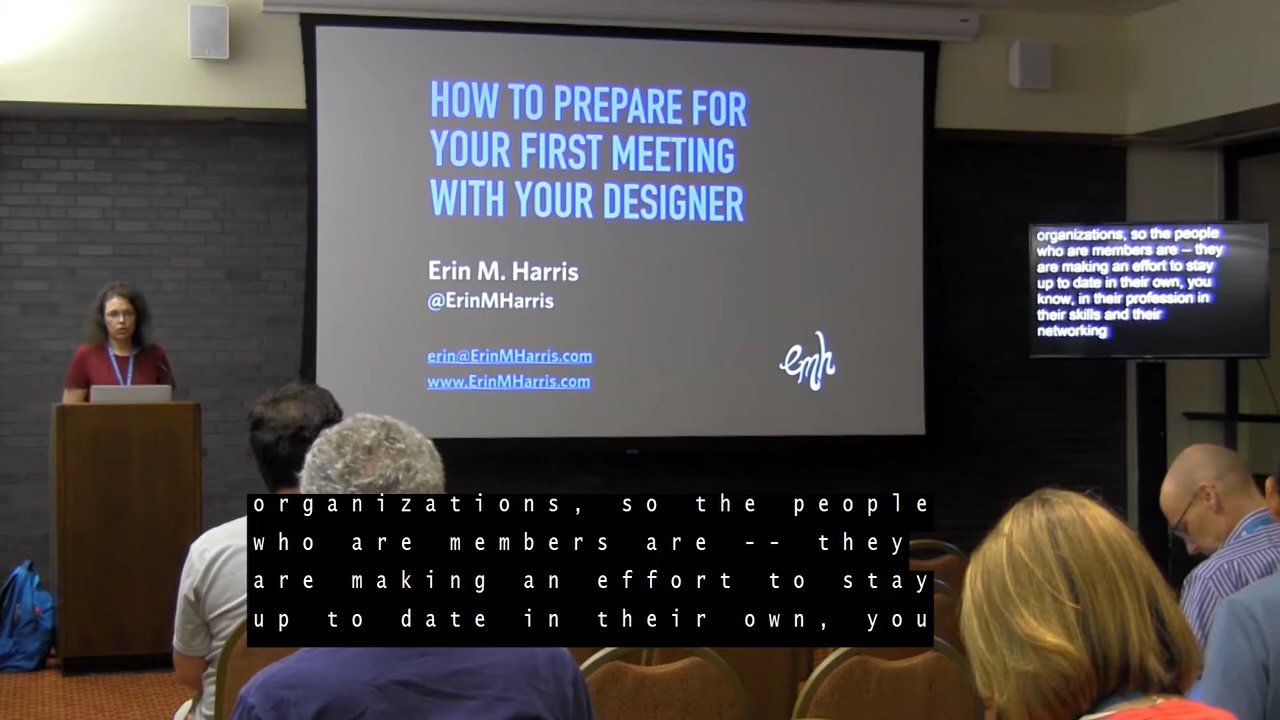 HOW TO PREPARE FOR
YOUR FIRST MEETING
WITH YOUR DESIGNER
Erin M. Harris
@ErinMHarris
erin@ErinMHarris.com
www.ErinMHarris.com
emh
organizations, so the people
who are members are – they
are making an effort to stay
up to date in their own, you
know, in their profession in
their skills and their
networking
organizations, so the people
who are members are -- they
are making an effort to stay
up to date in their own, you